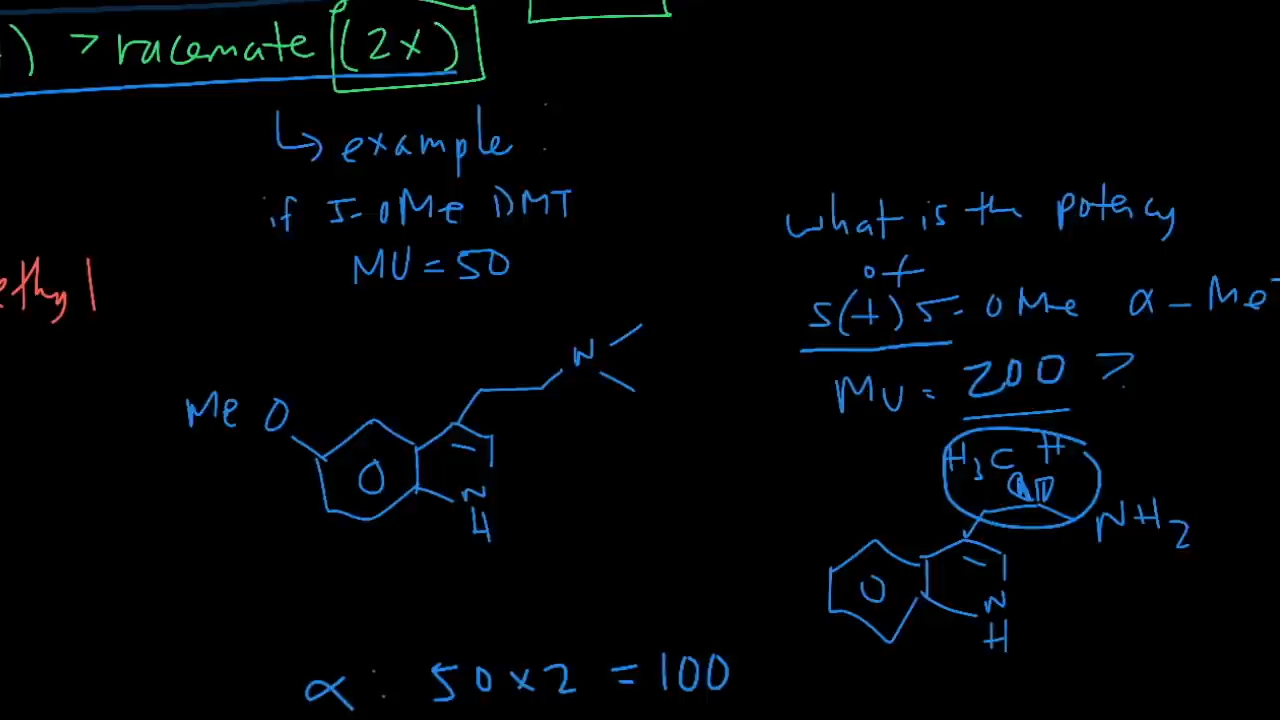 ) > racemate (2x)
↳ example :
if 5-OMe DMT
MU = 50
ethyl
what is the potency
of
S(+) 5-OMe α-Me
MU = 200 >
MeO
N
N
H
H3C H
NH2
N
H
α : 50 x 2 = 100